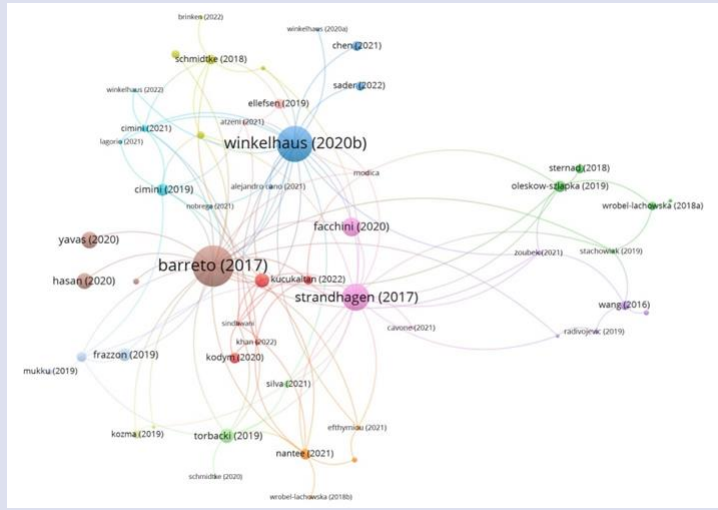 brinken (2022)
winkelhaus (2020a)
chen (2021)
schmidtke (2018)
sader (2022)
winkelhaus (2022)
ellefsen (2019)
atzeni (2021)
cimini (2021)
lagorio (2021)
winkelhaus (2020b)
sternad (2018)
modica
oleskow-szlapka (2019)
cimini (2019)
alejandro cano (2021)
nobrega (2021)
wrobel-lachowska (2018a)
facchini (2020)
yavas (2020)
zoubek (2021)
stachowiak (2019)
barreto (2017)
hasan (2020)
kucukaltan (2022)
strandhagen (2017)
wang (2016)
cavone (2021)
radivojevic (2019)
khan (2022)
frazzon (2019)
kodym (2020)
mukku (2019)
silva (2021)
efthymiou (2021)
kozma (2019)
torbacki (2019)
nantee (2021)
schmidtke (2020)
wrobel-lachowska (2018b)